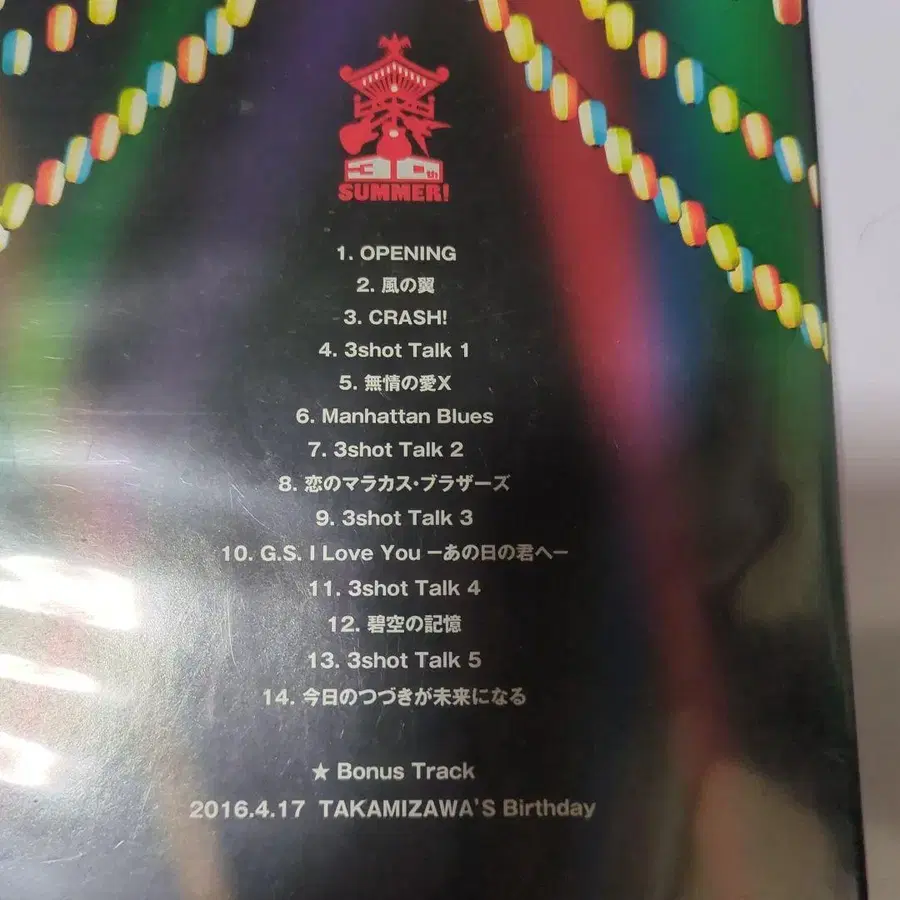 30th
SUMMER!
1. OPENING
2. 風の翼
3. CRASH!
4. 3shot Talk 1
5. 無情の愛X
6. Manhattan Blues
7. 3shot Talk 2
8. 恋のマラカス・ブラザーズ
9. 3shot Talk 3
10. G.S. I Love You ーあの日の君へー
11. 3shot Talk 4
12. 碧空の記憶
13. 3shot Talk 5
14. 今日のつづきが未来になる
★ Bonus Track
2016.4.17 TAKAMIZAWA'S Birthday